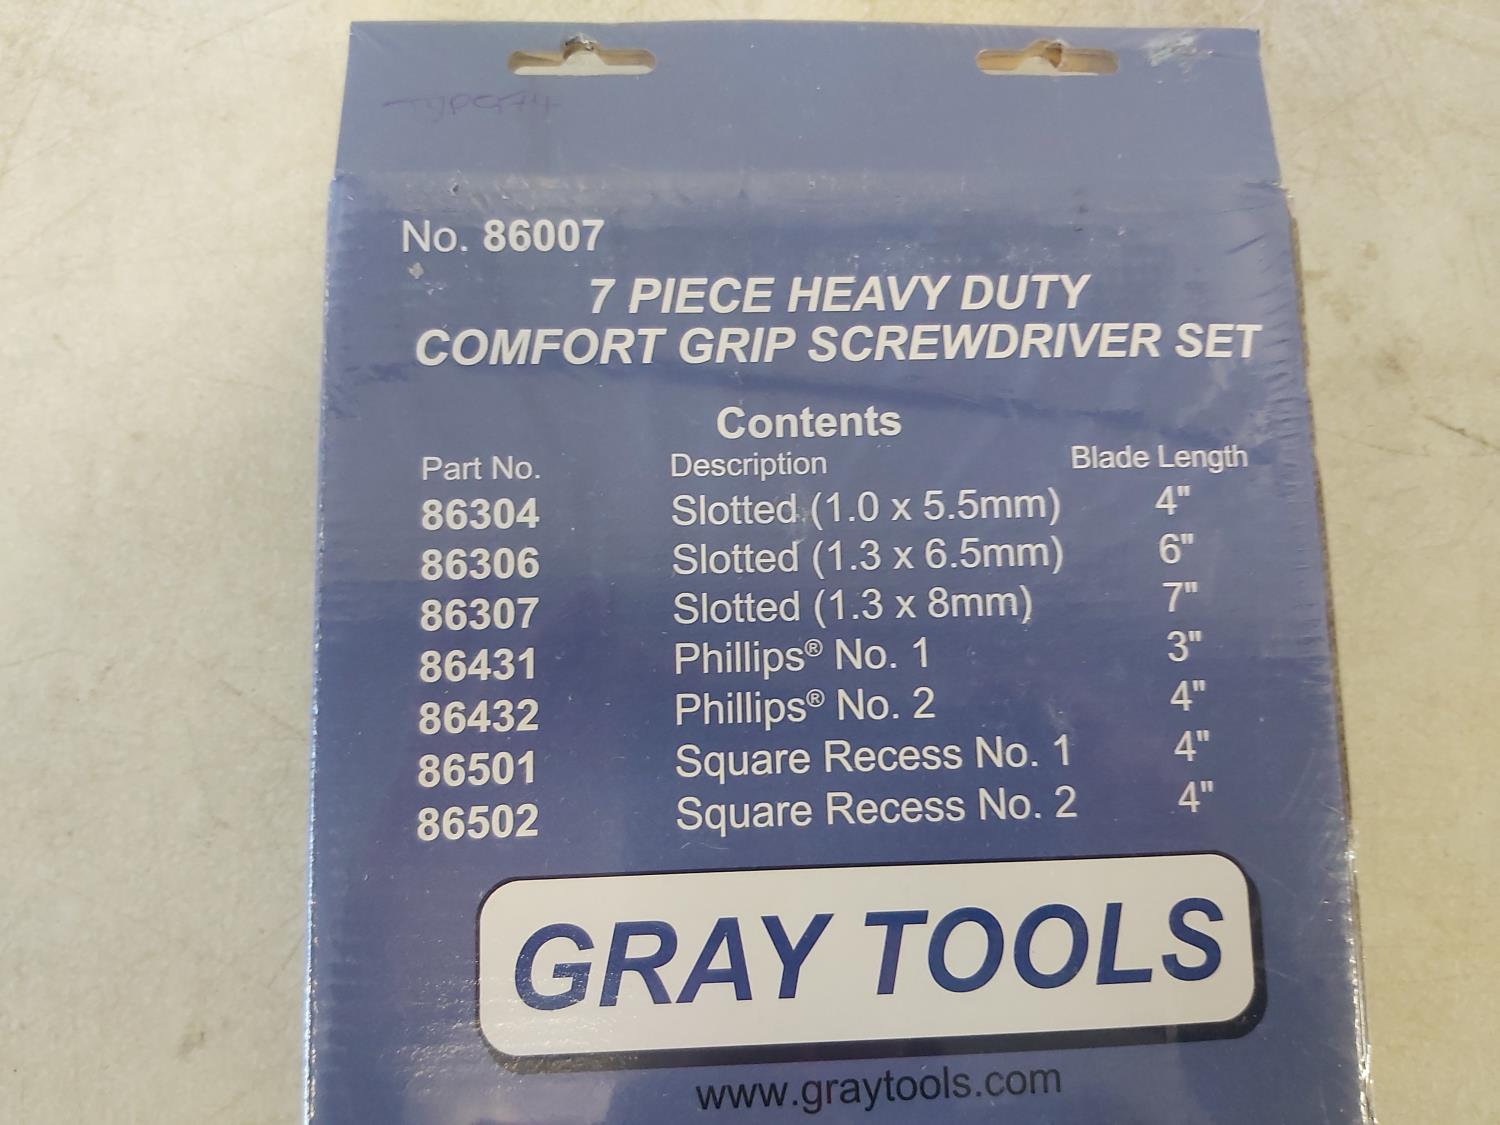 No. 86007
7 PIECE HEAVY DUTY
COMFORT GRIP SCREWDRIVER SET
Contents
Part No. Description Blade Length
86304 Slotted (1.0 x 5.5mm) 4"
86306 Slotted (1.3 x 6.5mm) 6"
86307 Slotted (1.3 x 8mm) 7"
86431 Phillips® No. 1 3"
86432 Phillips® No. 2 4"
86501 Square Recess No. 1 4"
86502 Square Recess No. 2 4"
GRAY TOOLS
www.graytools.com